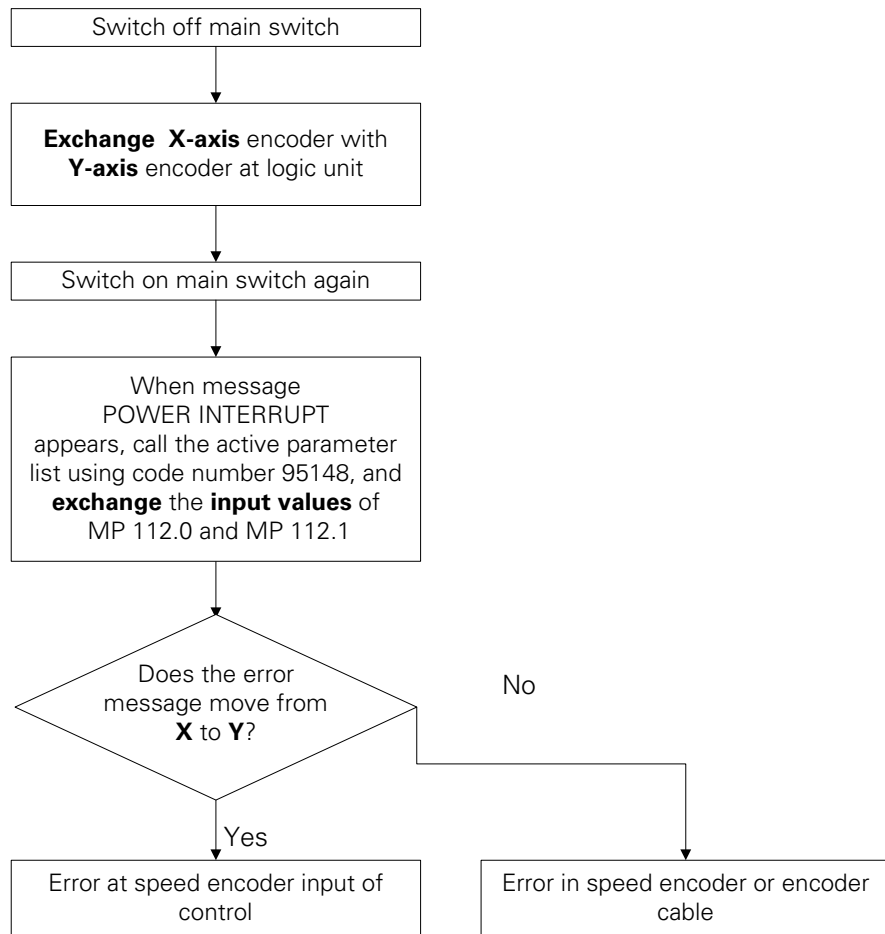 Switch off main switch
Exchange X-axis encoder with
Y-axis encoder at logic unit
Switch on main switch again
When message
POWER INTERRUPT
appears, call the active parameter
list using code number 95148, and
exchange the input values of
MP 112.0 and MP 112.1
Does the error
message move from
X to Y?
No
Yes
Error at speed encoder input of
control
Error in speed encoder or encoder
cable